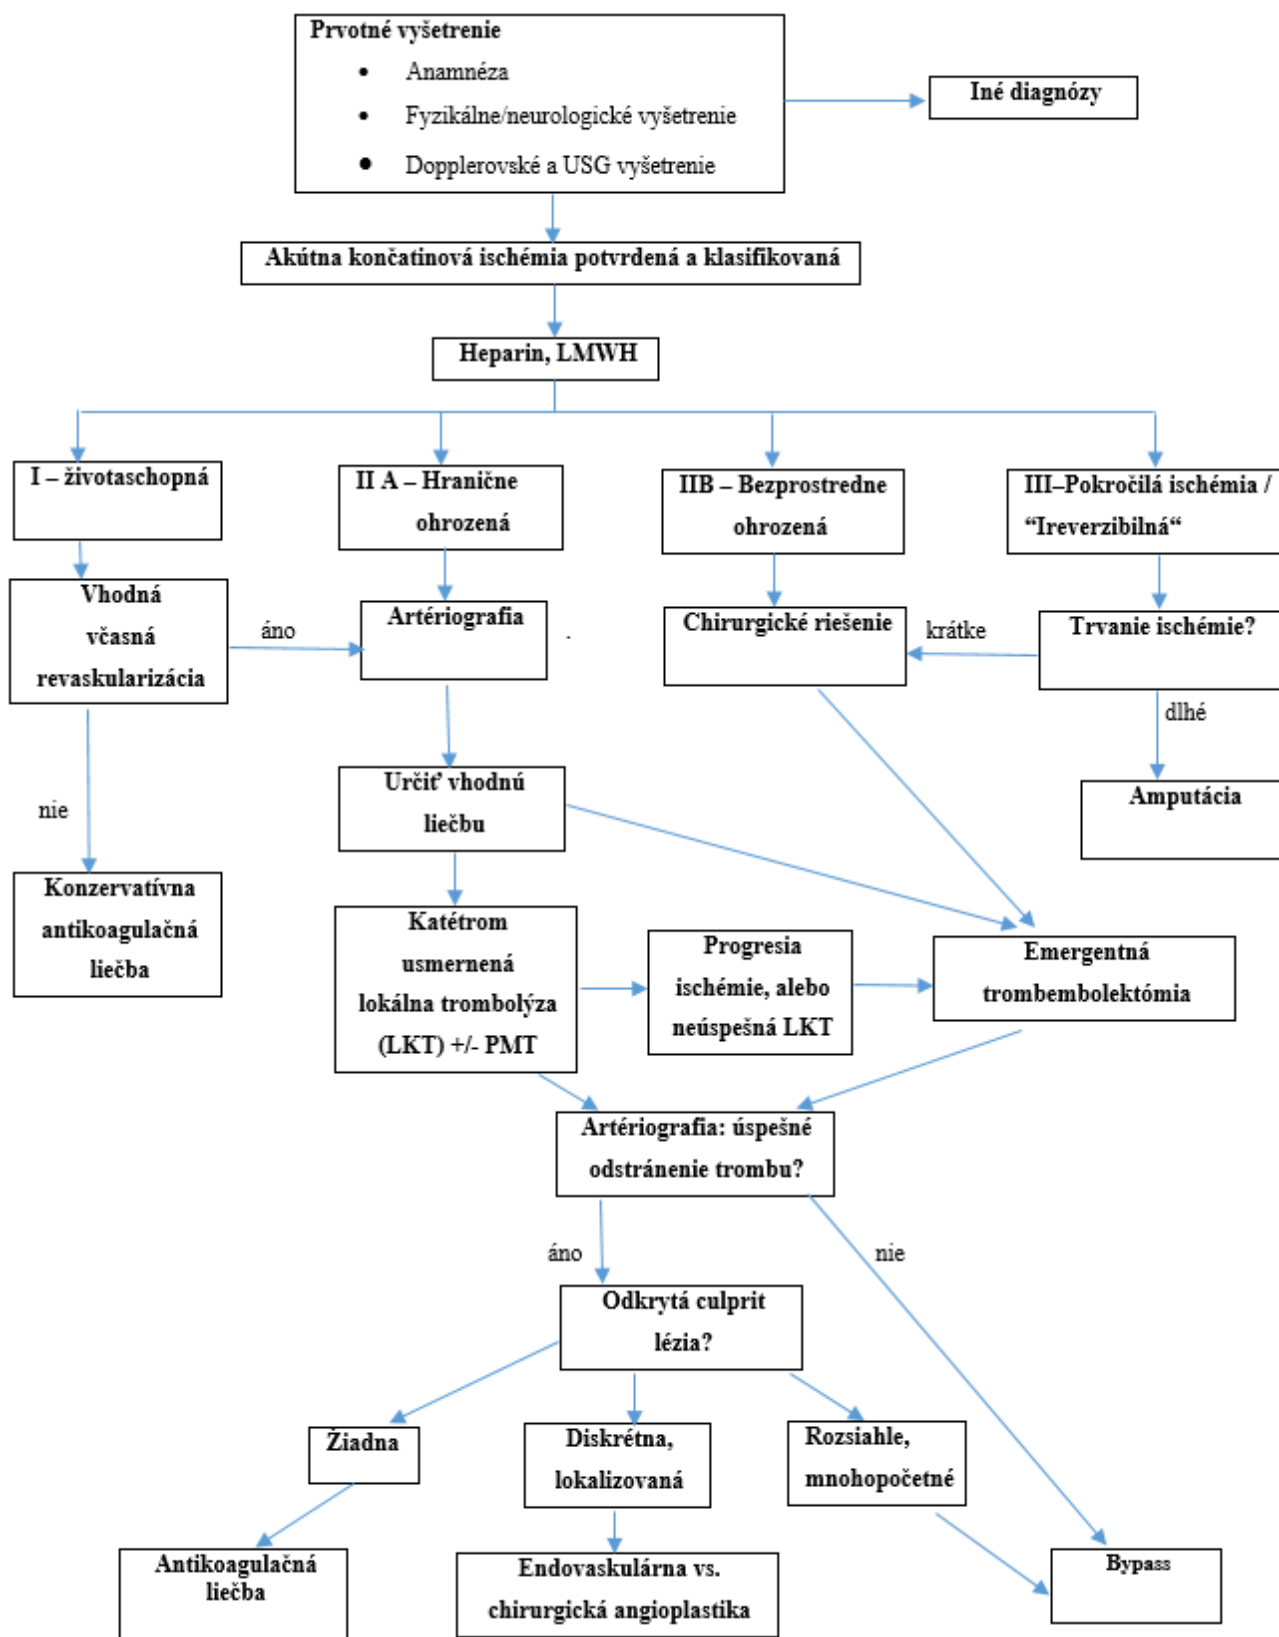 Prvotné vyšetrenie
• Anamnéza
• Fyzikálne/neurologické vyšetrenie
• Dopplerovské a USG vyšetrenie
Iné diagnózy
Akútna končatinová ischémia potvrdená a klasifikovaná
Heparin, LMWH
I – životaschopná
II A – Hranične
ohrozená
IIB – Bezprostredne
ohrozená
III–Pokročilá ischémia /
“Ireverzibilná“
Vhodná
včasná
revaskularizácia
áno
Artériografia
.
Chirurgické riešenie
krátke
Trvanie ischémie?
dlhé
Amputácia
nie
Určiť vhodnú
liečbu
Konzervatívna
antikoagulačná
liečba
Katétrom
usmernená
lokálna trombolýza
(LKT) +/- PMT
Progresia
ischémie, alebo
neúspešná LKT
Emergentná
trombembolektómia
Artériografia: úspešné
odstránenie trombu?
áno
nie
Odkrytá culprit
lézia?
Žiadna
Diskrétna,
lokalizovaná
Rozsiahle,
mnohopočetné
Antikoagulačná
liečba
Endovaskulárna vs.
chirurgická angioplastika
Bypass